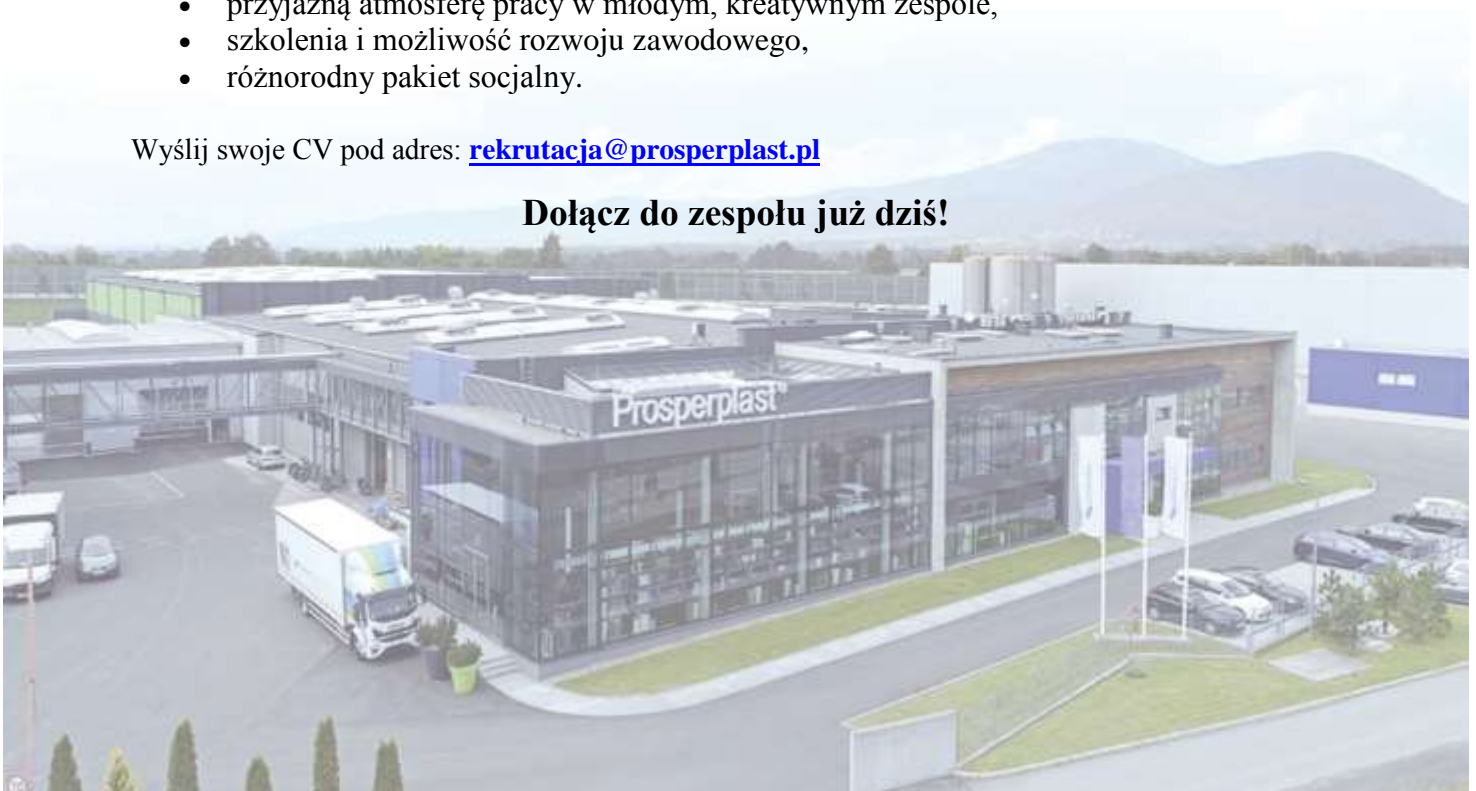 • przyjazną atmosferę pracy w młodym, kreatywnym zespole,
• szkolenia i możliwość rozwoju zawodowego,
• różnorodny pakiet socjalny.
Wyślij swoje CV pod adres: rekrutacja@prosperplast.pl
Dołącz do zespołu już dziś!
Prosperplast